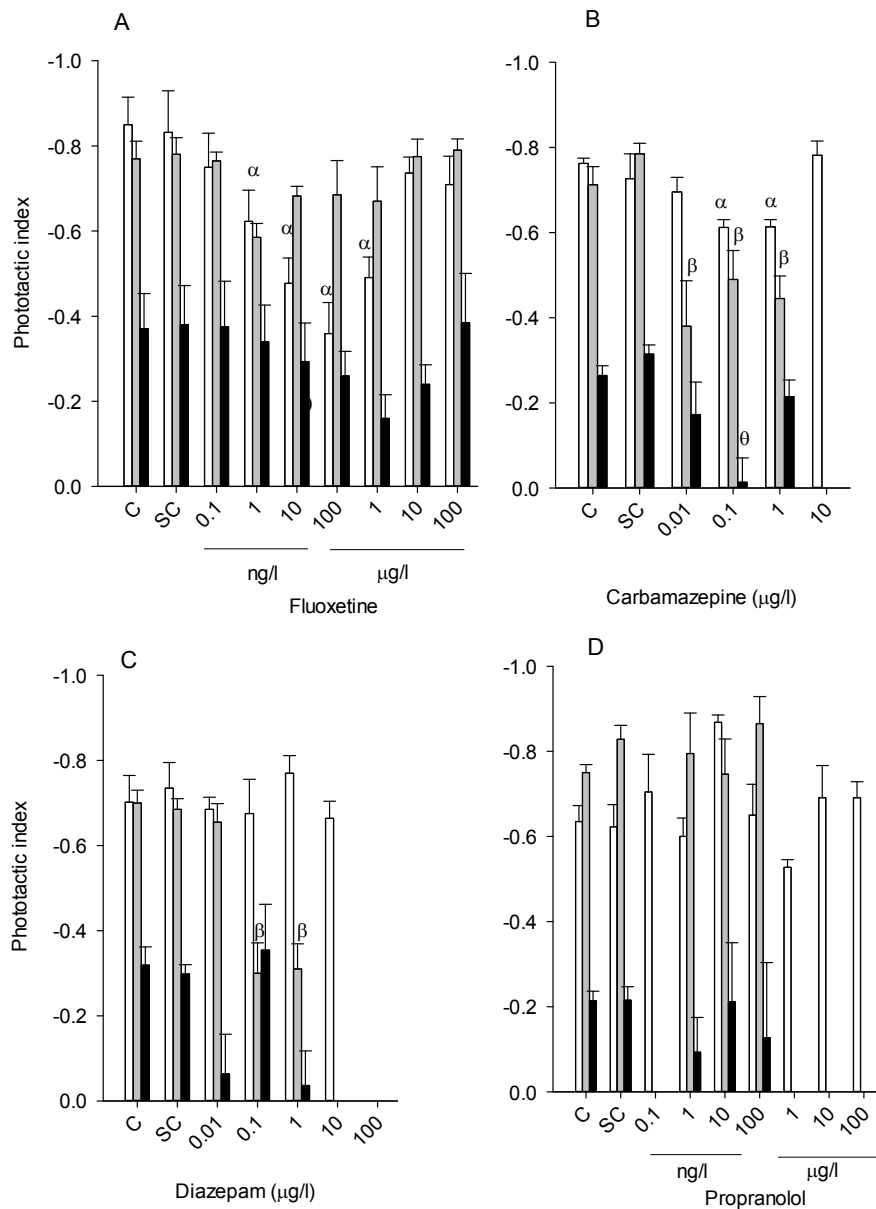 A
-1.0
-0.8
-0.6
-0.4
-0.2
0.0
Phototactic index
α
α
α
α
C
SC
0.1
1
10
100
1
10
100
ng/l
μg/l
Fluoxetine
B
-1.0
-0.8
-0.6
-0.4
-0.2
0.0
α
α
β
β
β
θ
C
SC
0.01
0.1
1
10
Carbamazepine (μg/l)
C
-1.0
-0.8
-0.6
-0.4
-0.2
0.0
Phototactic index
β
β
C
SC
0.01
0.1
1
10
100
Diazepam (μg/l)
D
-1.0
-0.8
-0.6
-0.4
-0.2
0.0
C
SC
0.1
1
10
100
1
10
100
ng/l
μg/l
Propranolol